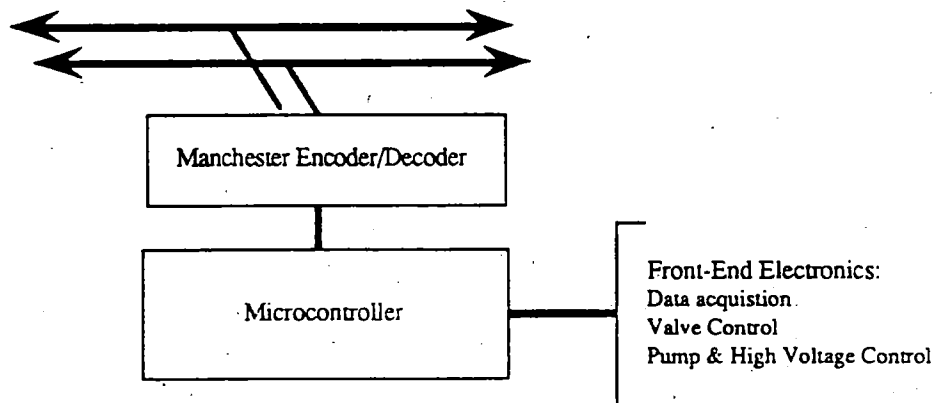 Manchester Encoder/Decoder
Microcontroller
Front-End Electronics:
Data acquistion
Valve Control
Pump & High Voltage Control